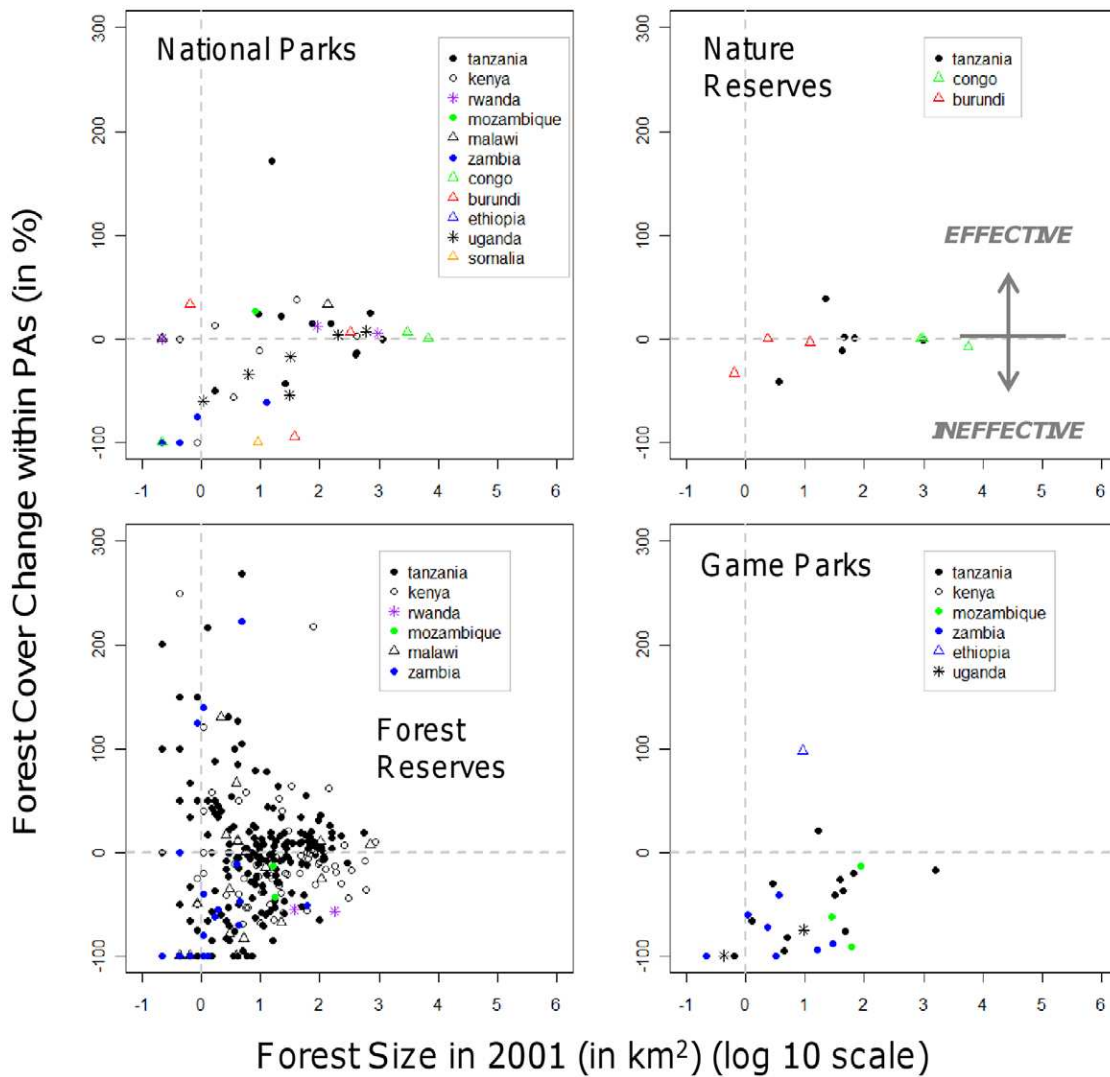 Forest Cover Change within PAs (in %)
National Parks
tanzania
kenya
rwanda
mozambique
malawi
zambia
congo
burundi
ethiopia
uganda
somalia
300
200
100
0
-100
-1 0 1 2 3 4 5 6
Nature
Reserves
tanzania
congo
burundi
EFFECTIVE
INEFFECTIVE
300
200
100
0
-100
-1 0 1 2 3 4 5 6
Forest
Reserves
tanzania
kenya
rwanda
mozambique
malawi
zambia
300
200
100
0
-100
-1 0 1 2 3 4 5 6
Game Parks
tanzania
kenya
mozambique
zambia
ethiopia
uganda
300
200
100
0
-100
-1 0 1 2 3 4 5 6
Forest Size in 2001 (in km²) (log 10 scale)